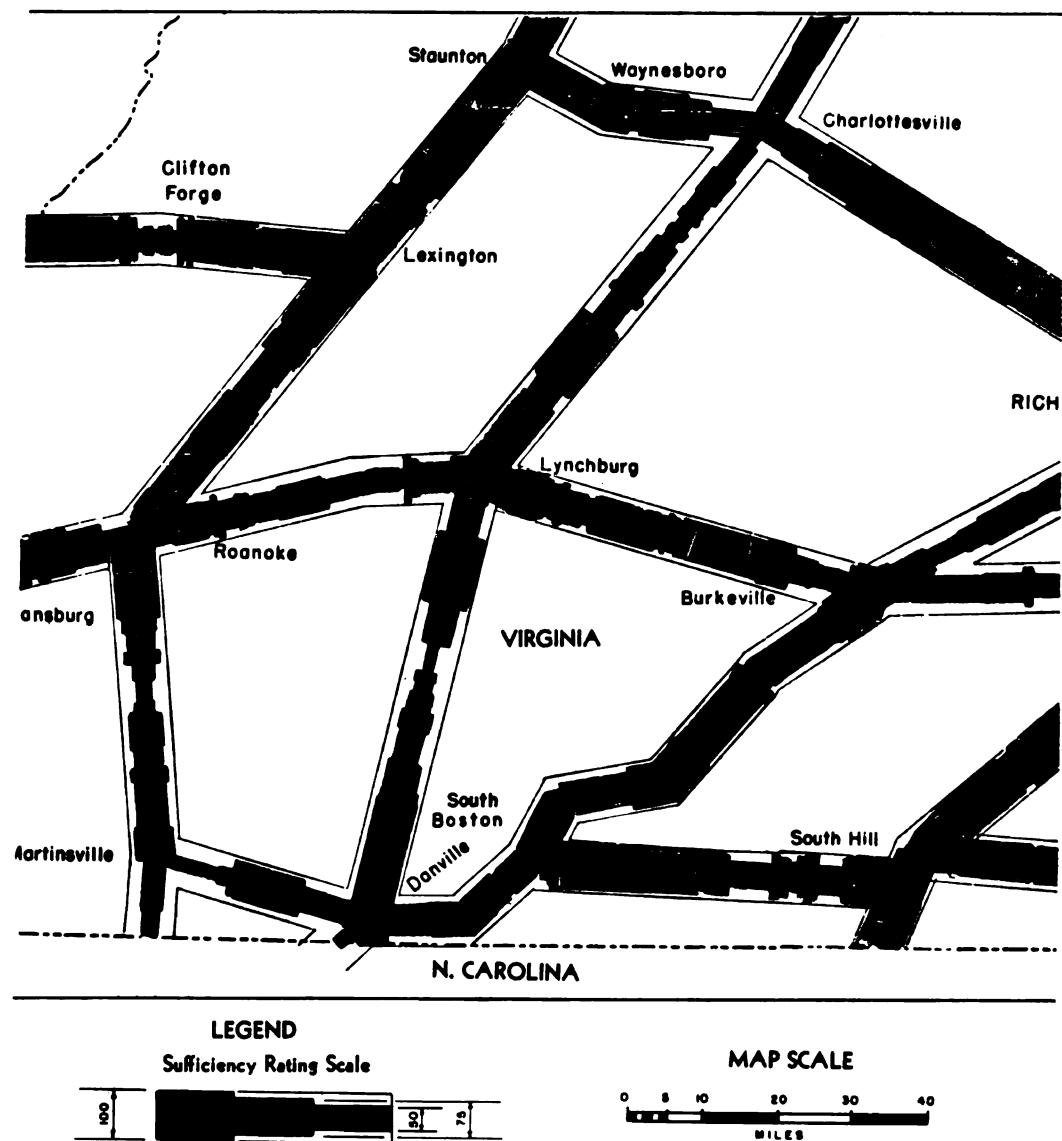 Staunton
Waynesboro
Charlottesville
Clifton
Forge
Lexington
RICH
Lynchburg
Roanoke
ansburg
Burkeville
VIRGINIA
South
Boston
Danville
South Hill
Martinsville
N. CAROLINA
LEGEND
Sufficiency Rating Scale
100
50
75
MAP SCALE
0 5 10 20 30 40
MILES